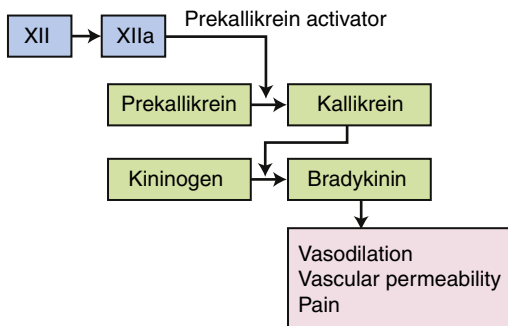 Prekallikrein activator
XII
XIIa
Prekallikrein
Kallikrein
Kininogen
Bradykinin
Vasodilation
Vascular permeability
Pain